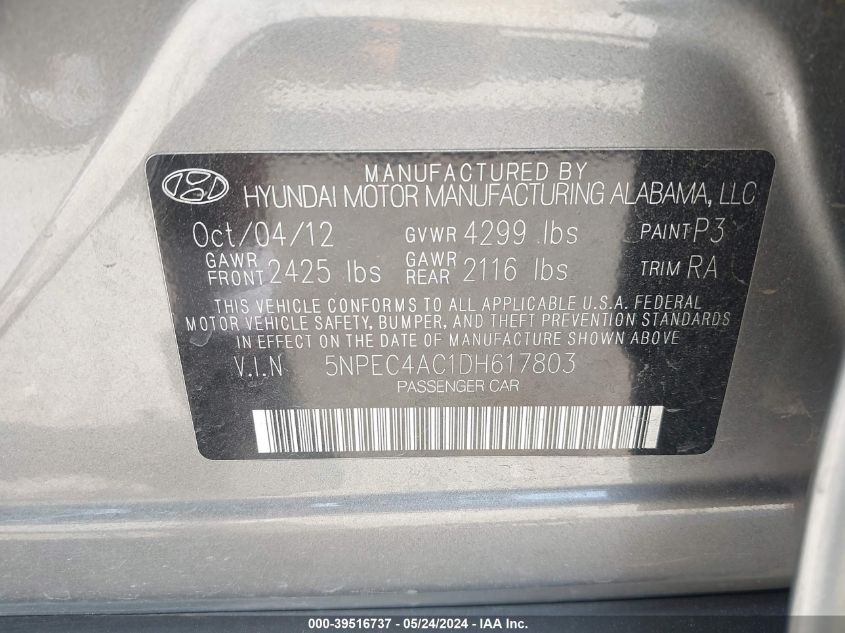 MANUFACTURED BY
HYUNDAI MOTOR MANUFACTURING ALABAMA, LLC
Oct/04/12 GVWR 4299 lbs PAINT P3
GAWR FRONT 2425 lbs GAWR REAR 2116 lbs TRIM RA
THIS VEHICLE CONFORMS TO ALL APPLICABLE U.S.A. FEDERAL
MOTOR VEHICLE SAFETY, BUMPER, AND THEFT PREVENTION STANDARDS
IN EFFECT ON THE DATE OF MANUFACTURE SHOWN ABOVE
V.I.N 5NPEC4AC1DH617803
PASSENGER CAR
000-39516737 - 05/24/2024 - IAA Inc.